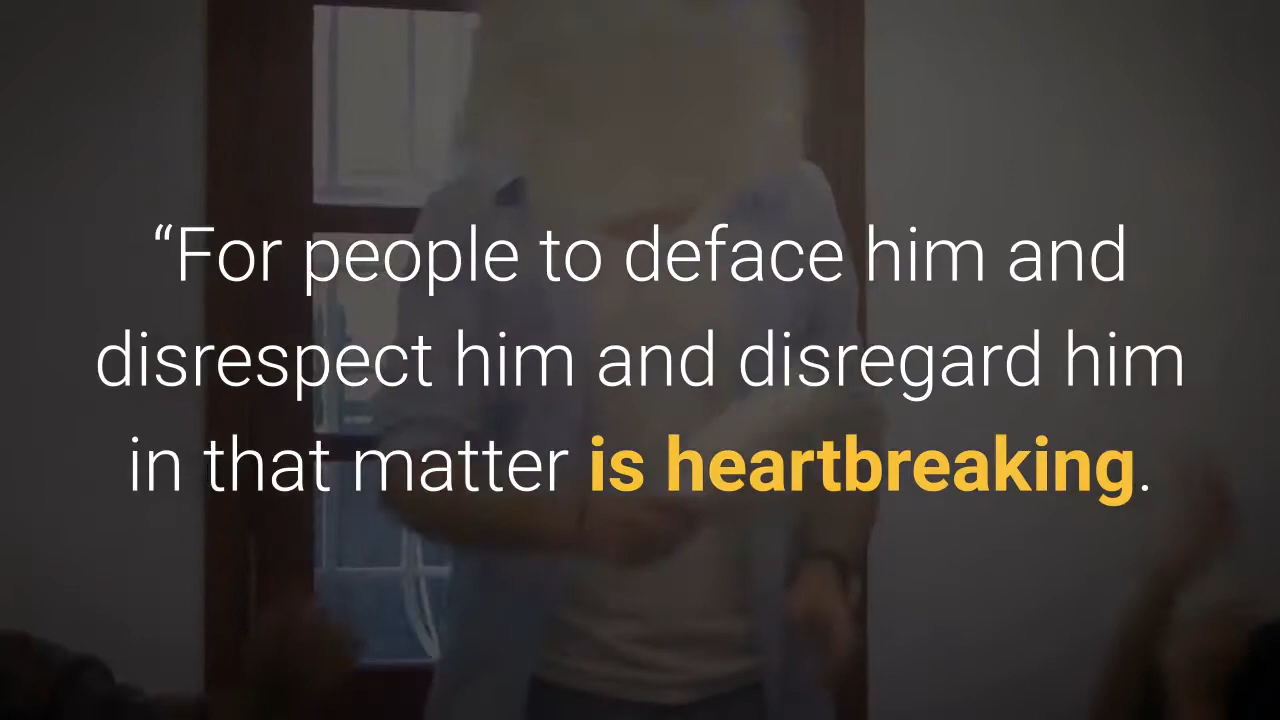 “For people to deface him and
disrespect him and disregard him
in that matter is heartbreaking.